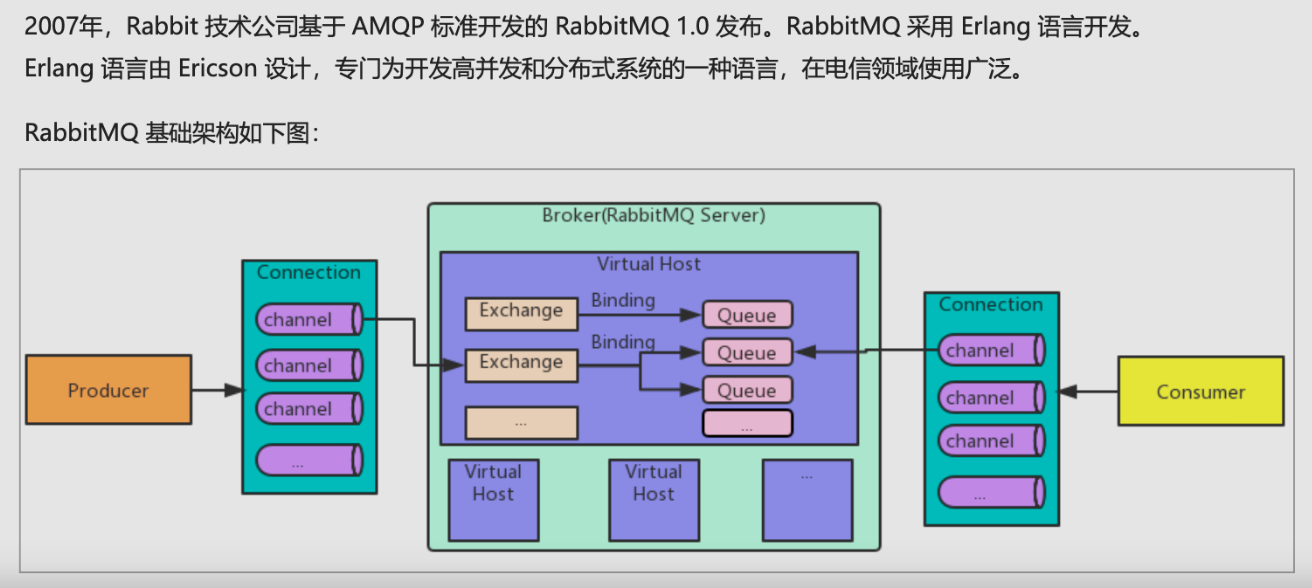 2007年，Rabbit 技术公司基于 AMQP 标准开发的 RabbitMQ 1.0 发布。RabbitMQ 采用 Erlang 语言开发。
Erlang 语言由 Ericson 设计，专门为开发高并发和分布式系统的一种语言，在电信领域使用广泛。
RabbitMQ 基础架构如下图：
Producer
Connection
channel
channel
channel
...
Broker(RabbitMQ Server)
Virtual Host
Exchange
Binding
Queue
Exchange
Binding
Queue
Queue
...
...
Virtual
Host
Virtual
Host
...
Connection
channel
channel
channel
...
Consumer